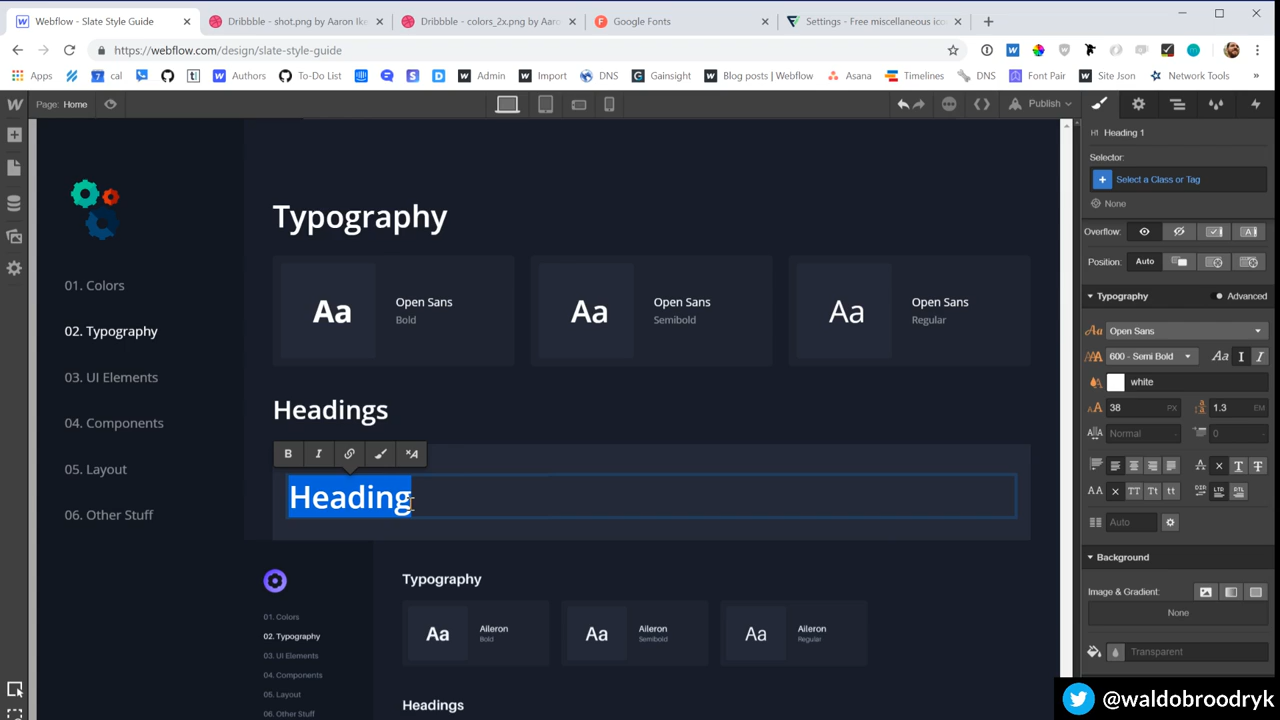 Webflow - Slate Style Guide
Dribbble - shot.png by Aaron Ike
Dribbble - colors_2x.png by Aaro
Google Fonts
Settings - Free miscellaneous ico
https://webflow.com/design/slate-style-guide
Apps
cal
Authors
To-Do List
DNS
Admin
Import
Gainsight
Blog posts | Webflow
Asana
Timelines
DNS
Font Pair
Site Json
Network Tools
Page: Home
Publish
H1 Heading 1
Selector:
Select a Class or Tag
None
Overflow:
Position: Auto
Typography
Advanced
Open Sans
600 - Semi Bold
white
38 PX
1.3 EM
Normal
0
Auto
Background
Image & Gradient:
None
Transparent
01. Colors
02. Typography
03. UI Elements
04. Components
05. Layout
06. Other Stuff
Typography
Aa
Open Sans
Bold
Aa
Open Sans
Semibold
Aa
Open Sans
Regular
Headings
Heading
01. Colors
02. Typography
03. UI Elements
04. Components
05. Layout
06. Other Stuff
Typography
Aa
Aileron
Bold
Aa
Aileron
Semibold
Aa
Aileron
Regular
Headings
@waldobroodryk